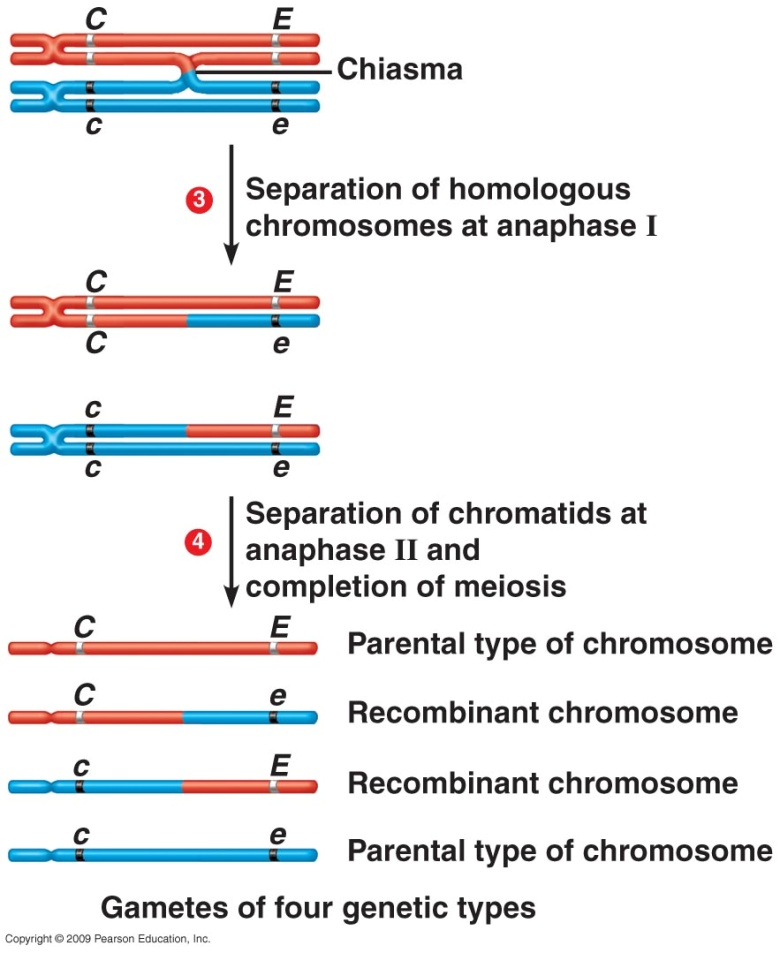 C E
Chiasma
c e
3 Separation of homologous
chromosomes at anaphase I
C E
C e
c E
c e
Separation of chromatids at
4 anaphase II and
completion of meiosis
C E
Parental type of chromosome
C e
Recombinant chromosome
c E
Recombinant chromosome
c e
Parental type of chromosome
Gametes of four genetic types
Copyright © 2009 Pearson Education, Inc.